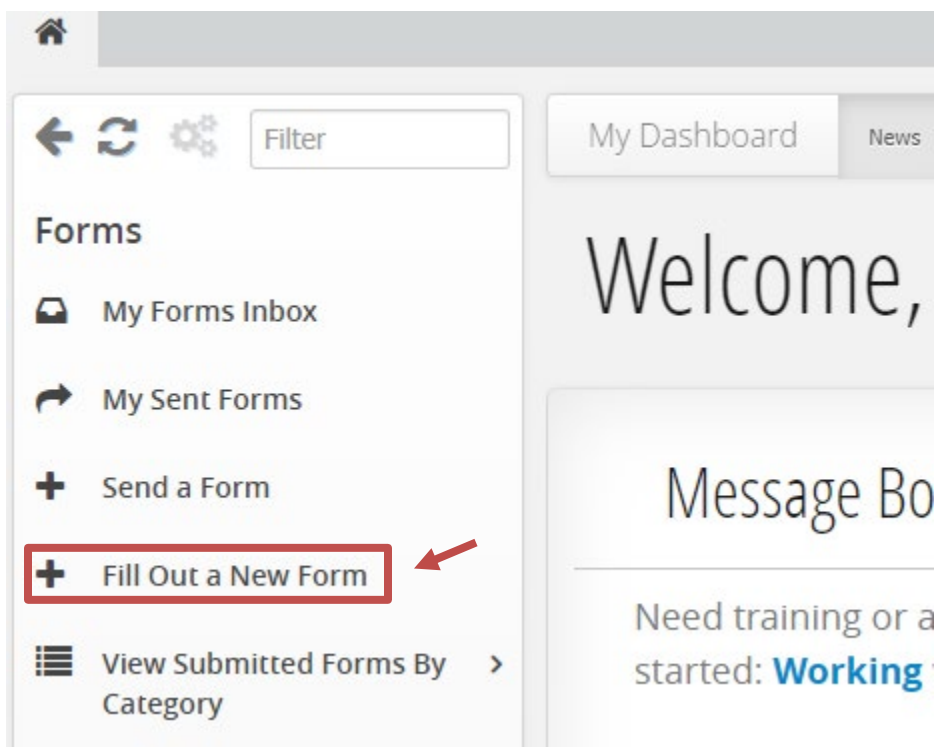 Filter
My Dashboard
News
Forms
My Forms Inbox
My Sent Forms
Send a Form
Fill Out a New Form
View Submitted Forms By
Category
Welcome,
Message Bo
Need training or a
started: Working